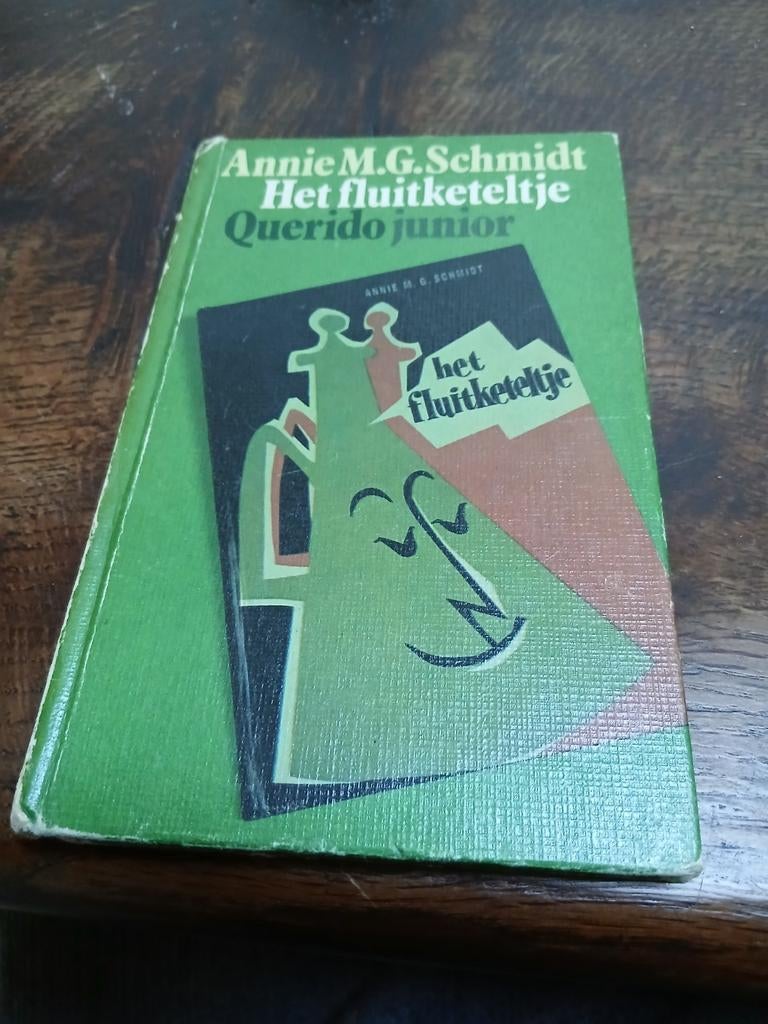 Annie M.G. Schmidt
Het fluitketeltje
Querido junior
ANNIE M. G. SCHMIDT
het
fluitketeltje